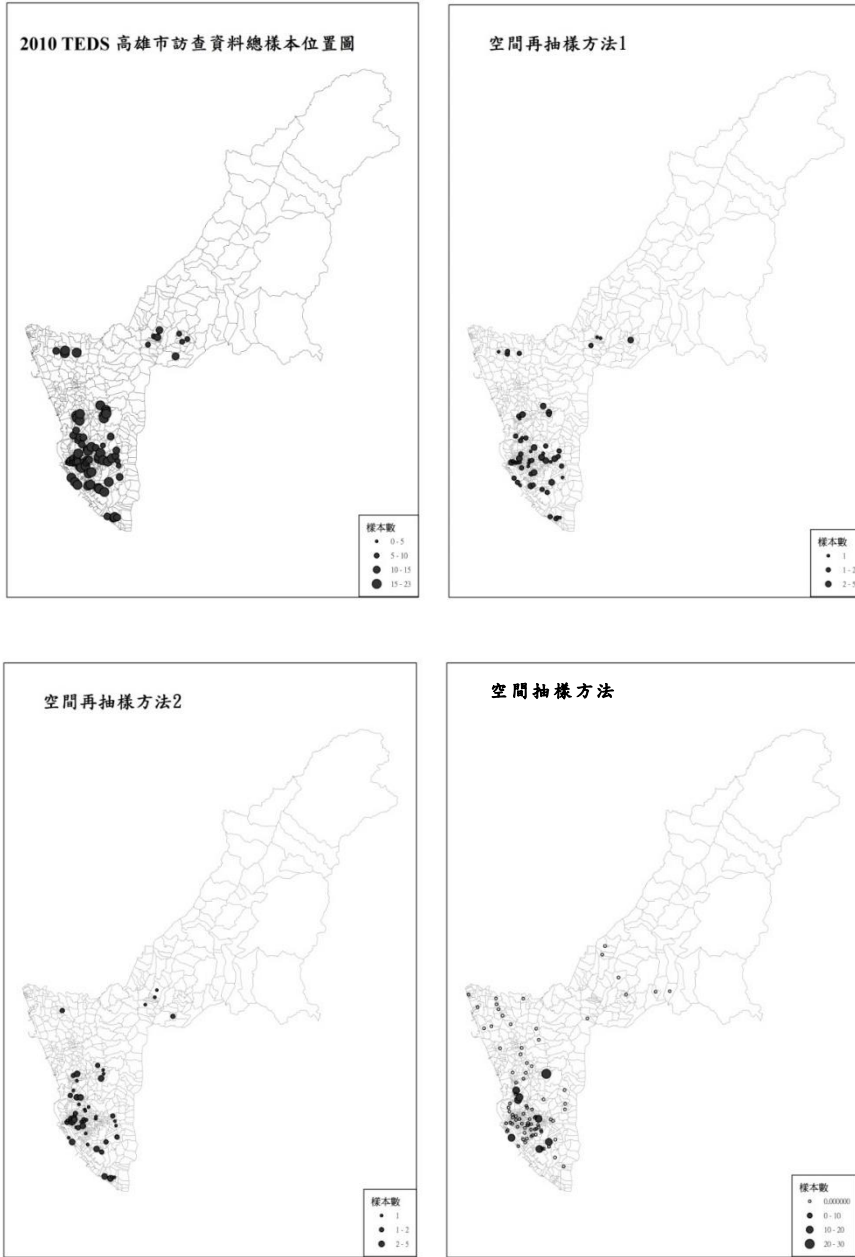 2010 TEDS 高雄市訪查資料總樣本位置圖
樣本數
0 - 5
5 - 10
10 - 15
15 - 23
空間再抽樣方法1
樣本數
1
1 - 2
2 - 5
空間再抽樣方法2
樣本數
1
1 - 2
2 - 5
空間抽樣方法
樣本數
0.000000
0 - 10
10 - 20
20 - 30